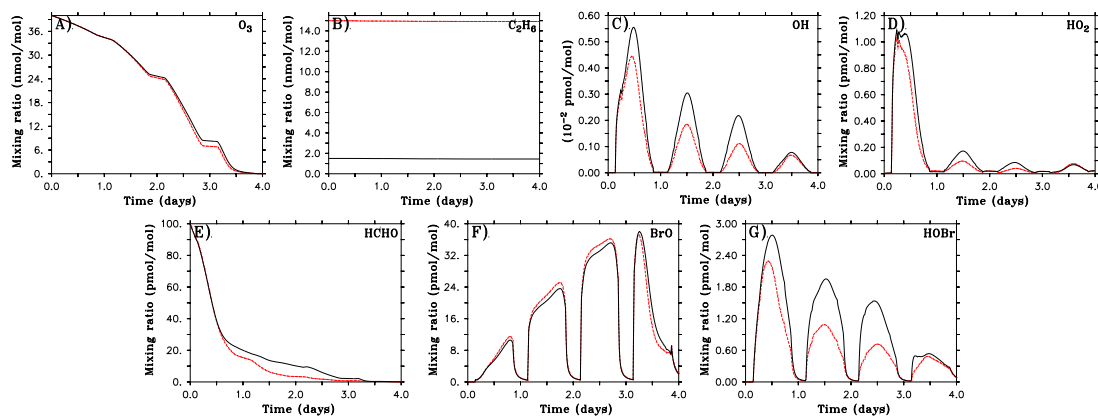 A)
O3
Mixing ratio (nmol/mol)
36.
30.
24.
18.
12.
6.0
0.0
0.0 1.0 2.0 3.0 4.0
Time (days)
B)
C2H6
Mixing ratio (nmol/mol)
14.0
12.0
10.0
8.0
6.0
4.0
2.0
0.0
0.0 1.0 2.0 3.0 4.0
Time (days)
C)
OH
(10-2 pmol/mol)
0.60
0.50
0.40
0.30
0.20
0.10
0.00
0.0 1.0 2.0 3.0 4.0
Time (days)
D)
HO2
Mixing ratio (pmol/mol)
1.20
1.00
0.80
0.60
0.40
0.20
0.00
0.0 1.0 2.0 3.0 4.0
Time (days)
E)
HCHO
Mixing ratio (pmol/mol)
100.
80.
60.
40.
20.
0.
0.0 1.0 2.0 3.0 4.0
Time (days)
F)
BrO
Mixing ratio (pmol/mol)
40.
32.
24.
16.
8.0
0.0
0.0 1.0 2.0 3.0 4.0
Time (days)
G)
HOBr
Mixing ratio (pmol/mol)
3.00
2.40
1.80
1.20
0.60
0.00
0.0 1.0 2.0 3.0 4.0
Time (days)